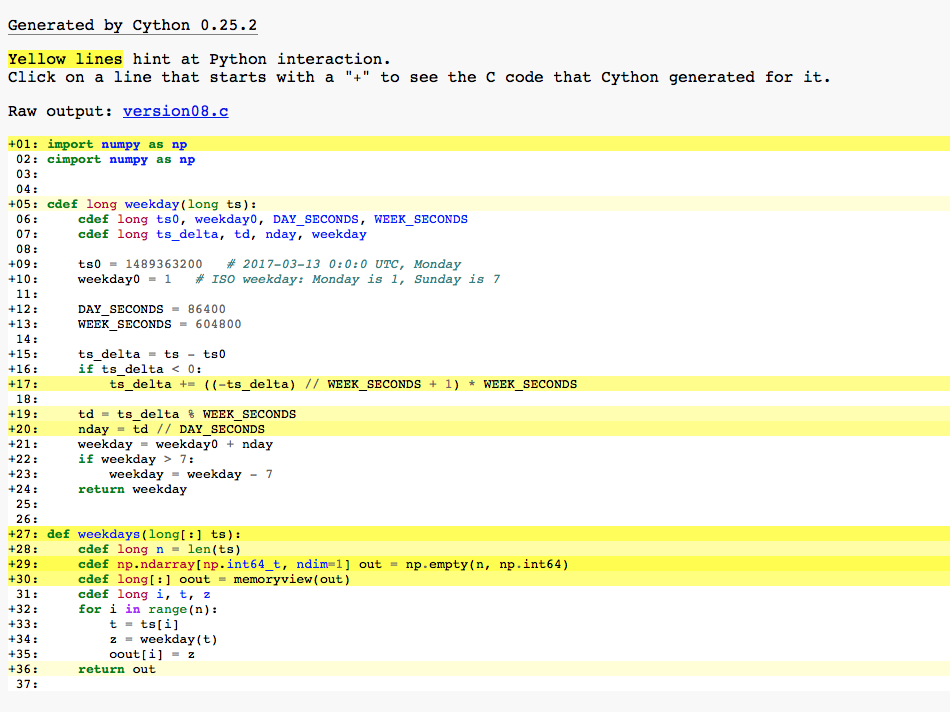 Generated by Cython 0.25.2
Yellow lines hint at Python interaction.
Click on a line that starts with a "+" to see the C code that Cython generated for it.
Raw output: version08.c
+01: import numpy as np
 02: cimport numpy as np
 03:
 04:
+05: cdef long weekday(long ts):
 06:     cdef long ts0, weekday0, DAY_SECONDS, WEEK_SECONDS
 07:     cdef long ts_delta, td, nday, weekday
 08:
+09:     ts0 = 1489363200   # 2017-03-13 0:0:0 UTC, Monday
+10:     weekday0 = 1   # ISO weekday: Monday is 1, Sunday is 7
 11:
+12:     DAY_SECONDS = 86400
+13:     WEEK_SECONDS = 604800
 14:
+15:     ts_delta = ts - ts0
+16:     if ts_delta < 0:
+17:         ts_delta += ((-ts_delta) // WEEK_SECONDS + 1) * WEEK_SECONDS
 18:
+19:     td = ts_delta % WEEK_SECONDS
+20:     nday = td // DAY_SECONDS
+21:     weekday = weekday0 + nday
+22:     if weekday > 7:
+23:         weekday = weekday - 7
+24:     return weekday
 25:
 26:
+27: def weekdays(long[:] ts):
+28:     cdef long n = len(ts)
+29:     cdef np.ndarray[np.int64_t, ndim=1] out = np.empty(n, np.int64)
+30:     cdef long[:] oout = memoryview(out)
 31:     cdef long i, t, z
+32:     for i in range(n):
+33:         t = ts[i]
+34:         z = weekday(t)
+35:         oout[i] = z
+36:     return out
 37: